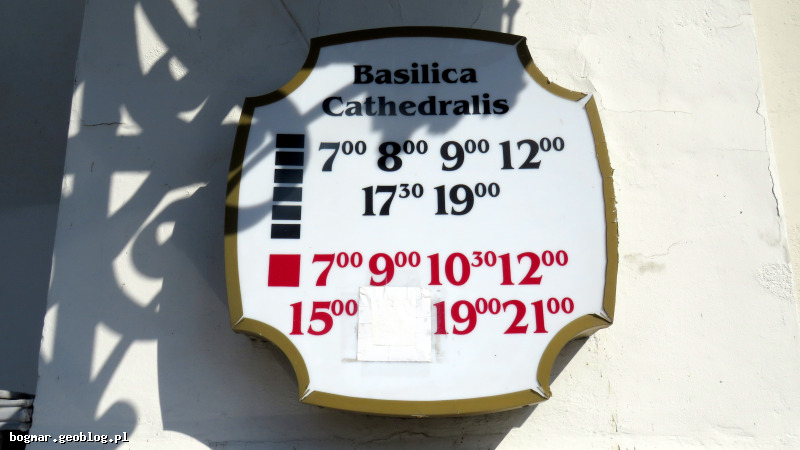 Basilica
Cathedralis
7⁰⁰ 8⁰⁰ 9⁰⁰ 12⁰⁰
17³⁰ 19⁰⁰
7⁰⁰ 9⁰⁰ 10³⁰ 12⁰⁰
15⁰⁰ 19⁰⁰ 21⁰⁰
bogmar.geoblog.pl